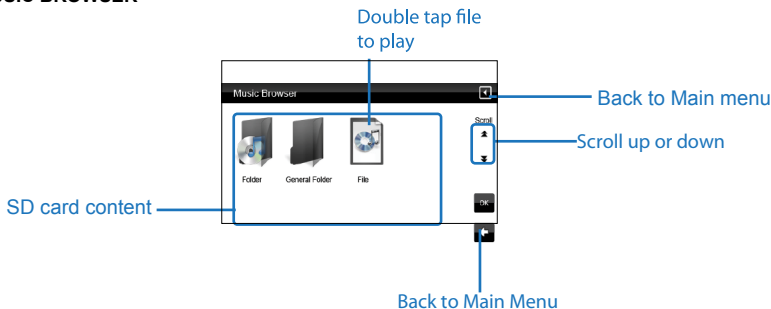 Double tap file
to play
Music Browser
Back to Main menu
Scroll
Scroll up or down
Folder
General Folder
File
SD card content
OK
Back to Main Menu